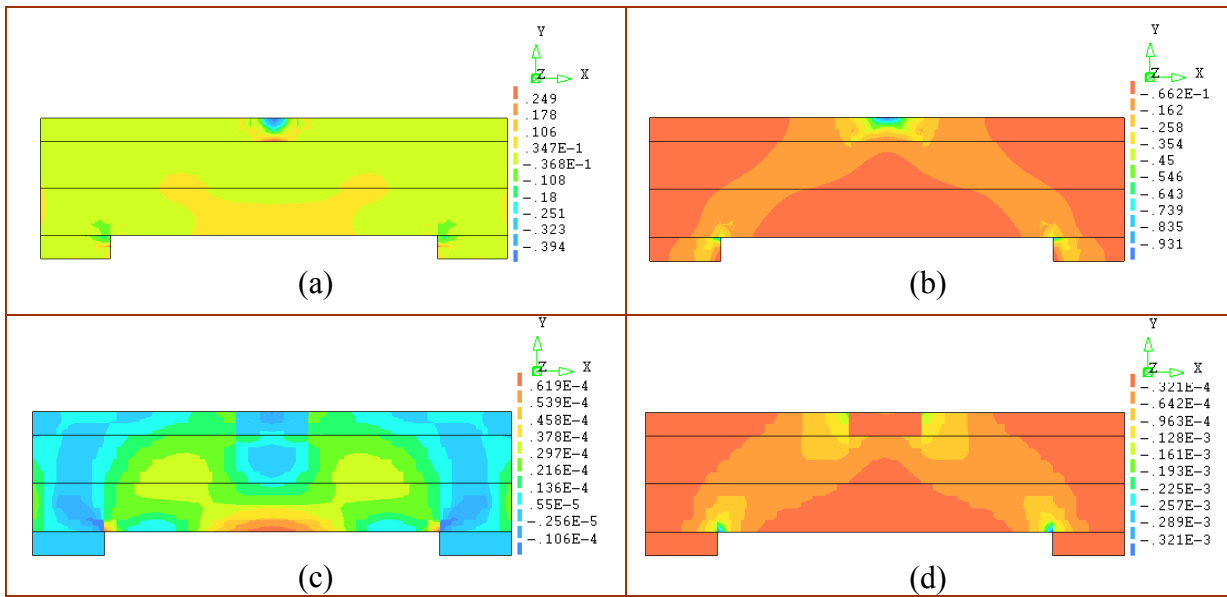 Y
Z X
.249
.178
.106
.347E-1
-.368E-1
-.108
-.18
-.251
-.323
-.394
(a)
Y
Z X
-.662E-1
-.162
-.258
-.354
-.45
-.546
-.643
-.739
-.835
-.931
(b)
Y
Z X
.619E-4
.539E-4
.458E-4
.378E-4
.297E-4
.216E-4
.136E-4
.55E-5
-.256E-5
-.106E-4
(c)
Y
Z X
-.321E-4
-.642E-4
-.963E-4
-.128E-3
-.161E-3
-.193E-3
-.225E-3
-.257E-3
-.289E-3
-.321E-3
(d)